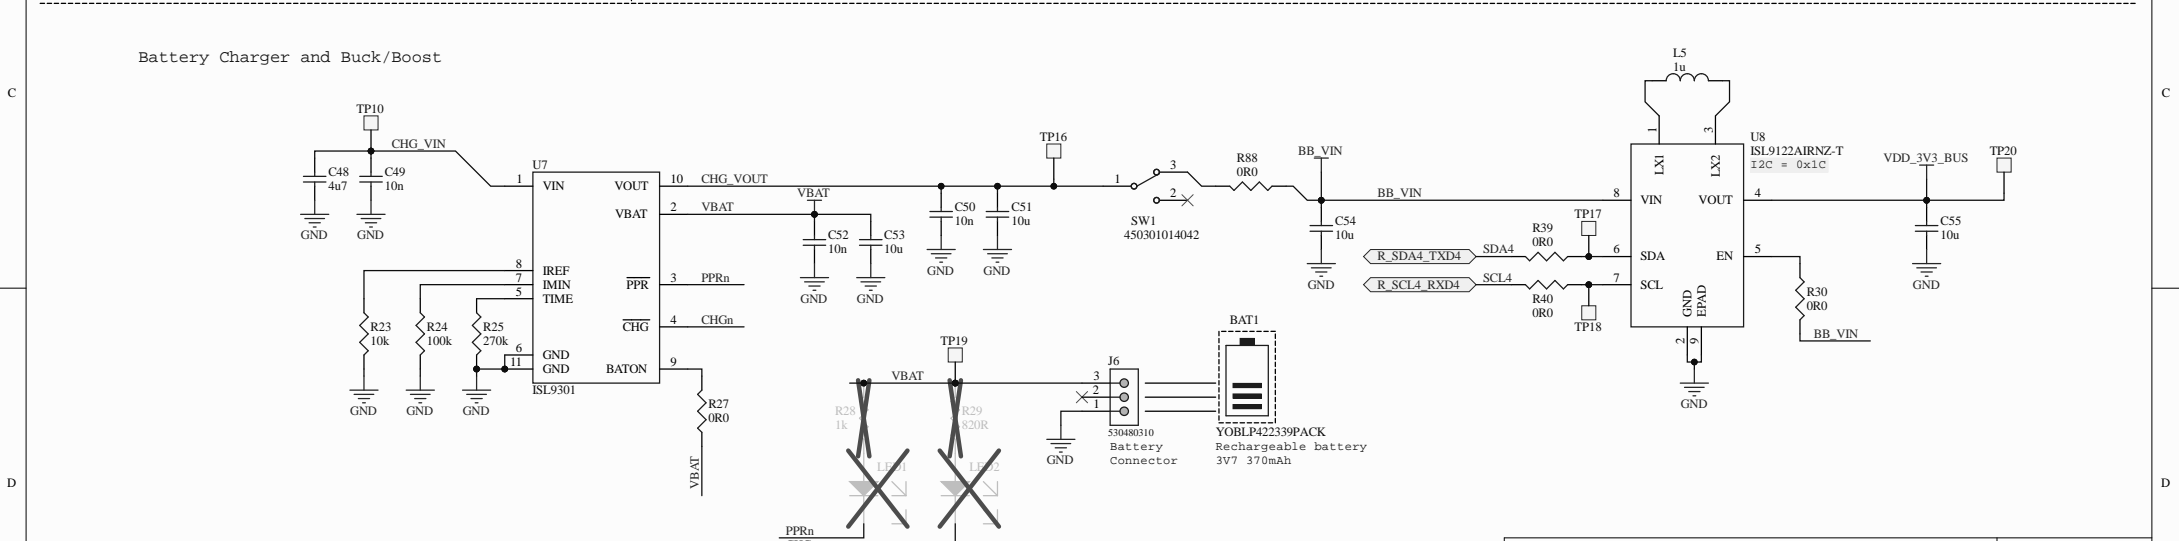 Battery Charger and Buck/Boost
C
C
D
D
TP10
CHG_VIN
C48
4u7
C49
10n
GND
GND
U7
1
VIN
VOUT
10
CHG_VOUT
VBAT
2
VBAT
8
IREF
7
IMIN
5
TIME
PPR
3
PPRn
CHG
4
CHGn
6
GND
11
GND
BATON
9
ISL9301
R23
10k
R24
100k
R25
270k
GND
GND
GND
R27
0R0
VBAT
VBAT
C52
10n
C53
10u
GND
GND
C50
10n
C51
10u
GND
GND
TP16
1
3
2
SW1
450301014042
R88
0R0
BB_VIN
C54
10u
GND
BB_VIN
R_SDA4_TXD4
SDA4
R39
0R0
TP17
R_SCL4_RXD4
SCL4
R40
0R0
TP18
L5
1u
1
3
LX1
LX2
U8
ISL9122AIRNZ-T
I2C = 0x1C
8
VIN
VOUT
4
6
SDA
EN
5
7
SCL
GND
EPAD
2
9
GND
VDD_3V3_BUS
TP20
C55
10u
GND
R30
0R0
BB_VIN
TP19
VBAT
R28
1k
R29
820R
LED1
LED2
PPRn
J6
3
2
1
530480310
Battery
Connector
GND
BAT1
YOBLP422339PACK
Rechargeable battery
3V7 370mAh